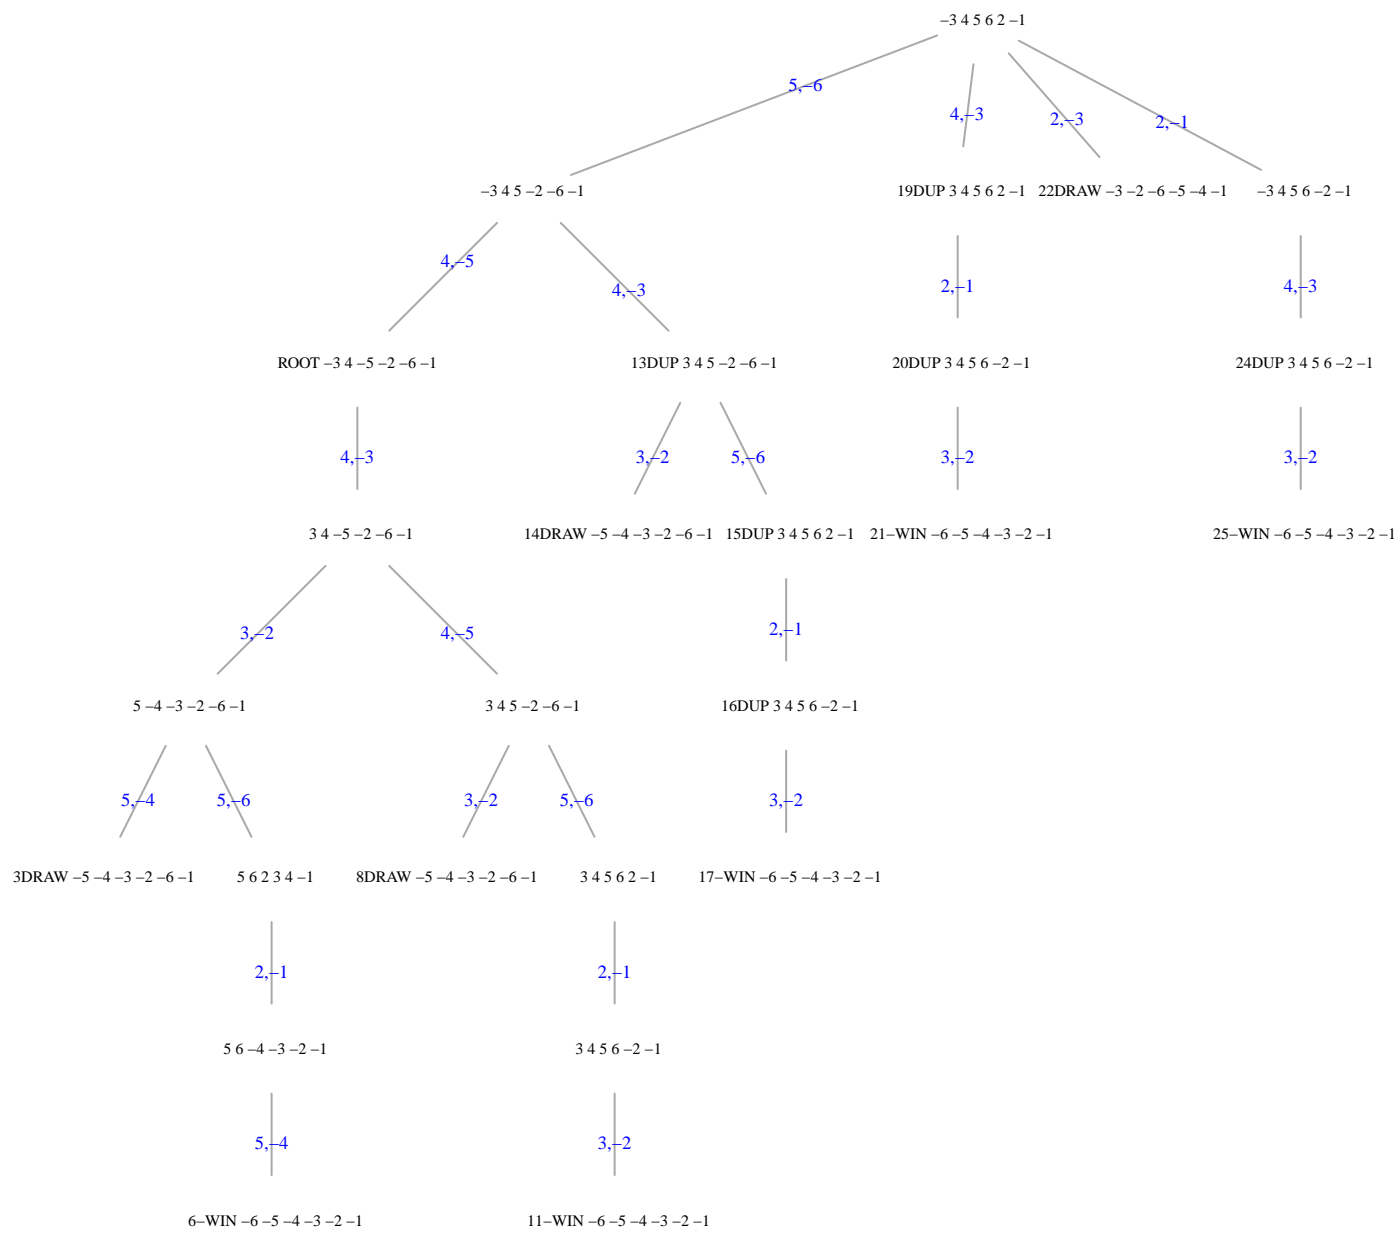 –3 4 5 6 2 –1
5,–6
4,–3
2,–3
2,–1
–3 4 5 –2 –6 –1
19DUP 3 4 5 6 2 –1
22DRAW –3 –2 –6 –5 –4 –1
–3 4 5 6 –2 –1
4,–5
4,–3
2,–1
4,–3
ROOT –3 4 –5 –2 –6 –1
13DUP 3 4 5 –2 –6 –1
20DUP 3 4 5 6 –2 –1
24DUP 3 4 5 6 –2 –1
4,–3
3,–2
5,–6
3,–2
3,–2
3 4 –5 –2 –6 –1
14DRAW –5 –4 –3 –2 –6 –1
15DUP 3 4 5 6 2 –1
21–WIN –6 –5 –4 –3 –2 –1
25–WIN –6 –5 –4 –3 –2 –1
3,–2
4,–5
2,–1
5 –4 –3 –2 –6 –1
3 4 5 –2 –6 –1
16DUP 3 4 5 6 –2 –1
5,–4
5,–6
3,–2
5,–6
3,–2
3DRAW –5 –4 –3 –2 –6 –1
5 6 2 3 4 –1
8DRAW –5 –4 –3 –2 –6 –1
3 4 5 6 2 –1
17–WIN –6 –5 –4 –3 –2 –1
2,–1
2,–1
5 6 –4 –3 –2 –1
3 4 5 6 –2 –1
5,–4
3,–2
6–WIN –6 –5 –4 –3 –2 –1
11–WIN –6 –5 –4 –3 –2 –1